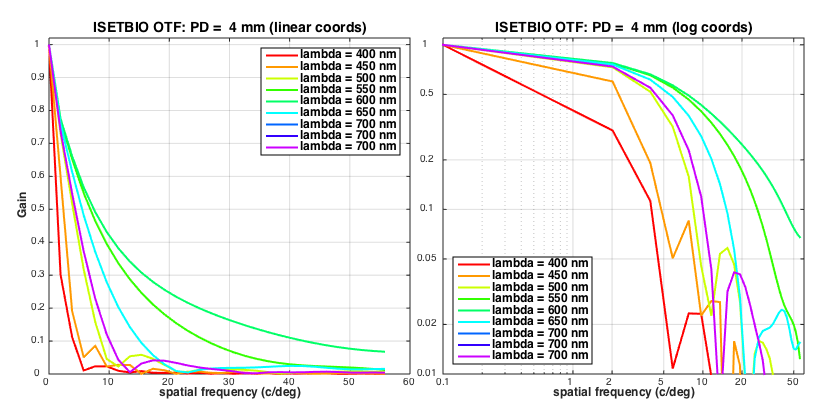 ISETBIO OTF: PD = 4 mm (linear coords)
Gain
1
0.9
0.8
0.7
0.6
0.5
0.4
0.3
0.2
0.1
0
lambda = 400 nm
lambda = 450 nm
lambda = 500 nm
lambda = 550 nm
lambda = 600 nm
lambda = 650 nm
lambda = 700 nm
lambda = 700 nm
lambda = 700 nm
0 10 20 30 40 50 60
spatial frequency (c/deg)
ISETBIO OTF: PD = 4 mm (log coords)
1
0.5
0.2
0.1
0.05
0.02
0.01
lambda = 400 nm
lambda = 450 nm
lambda = 500 nm
lambda = 550 nm
lambda = 600 nm
lambda = 650 nm
lambda = 700 nm
lambda = 700 nm
lambda = 700 nm
0.1 1 2 5 10 20 50
spatial frequency (c/deg)